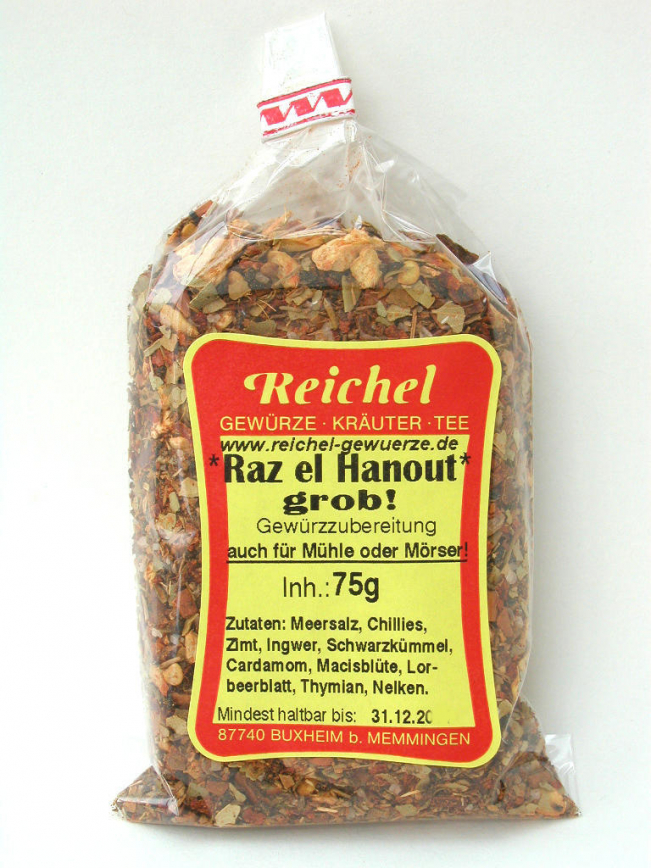 Reichel
GEWÜRZE · KRÄUTER · TEE
www.reichel-gewuerze.de
*Raz el Hanout*
grob!
Gewürzzubereitung
auch für Mühle oder Mörser!
Inh.: 75g
Zutaten: Meersalz, Chillies,
Zimt, Ingwer, Schwarzkümmel,
Cardamom, Macisblüte, Lor-
beerblatt, Thymian, Nelken.
Mindest haltbar bis: 31.12.20
87740 BUXHEIM b. MEMMINGEN